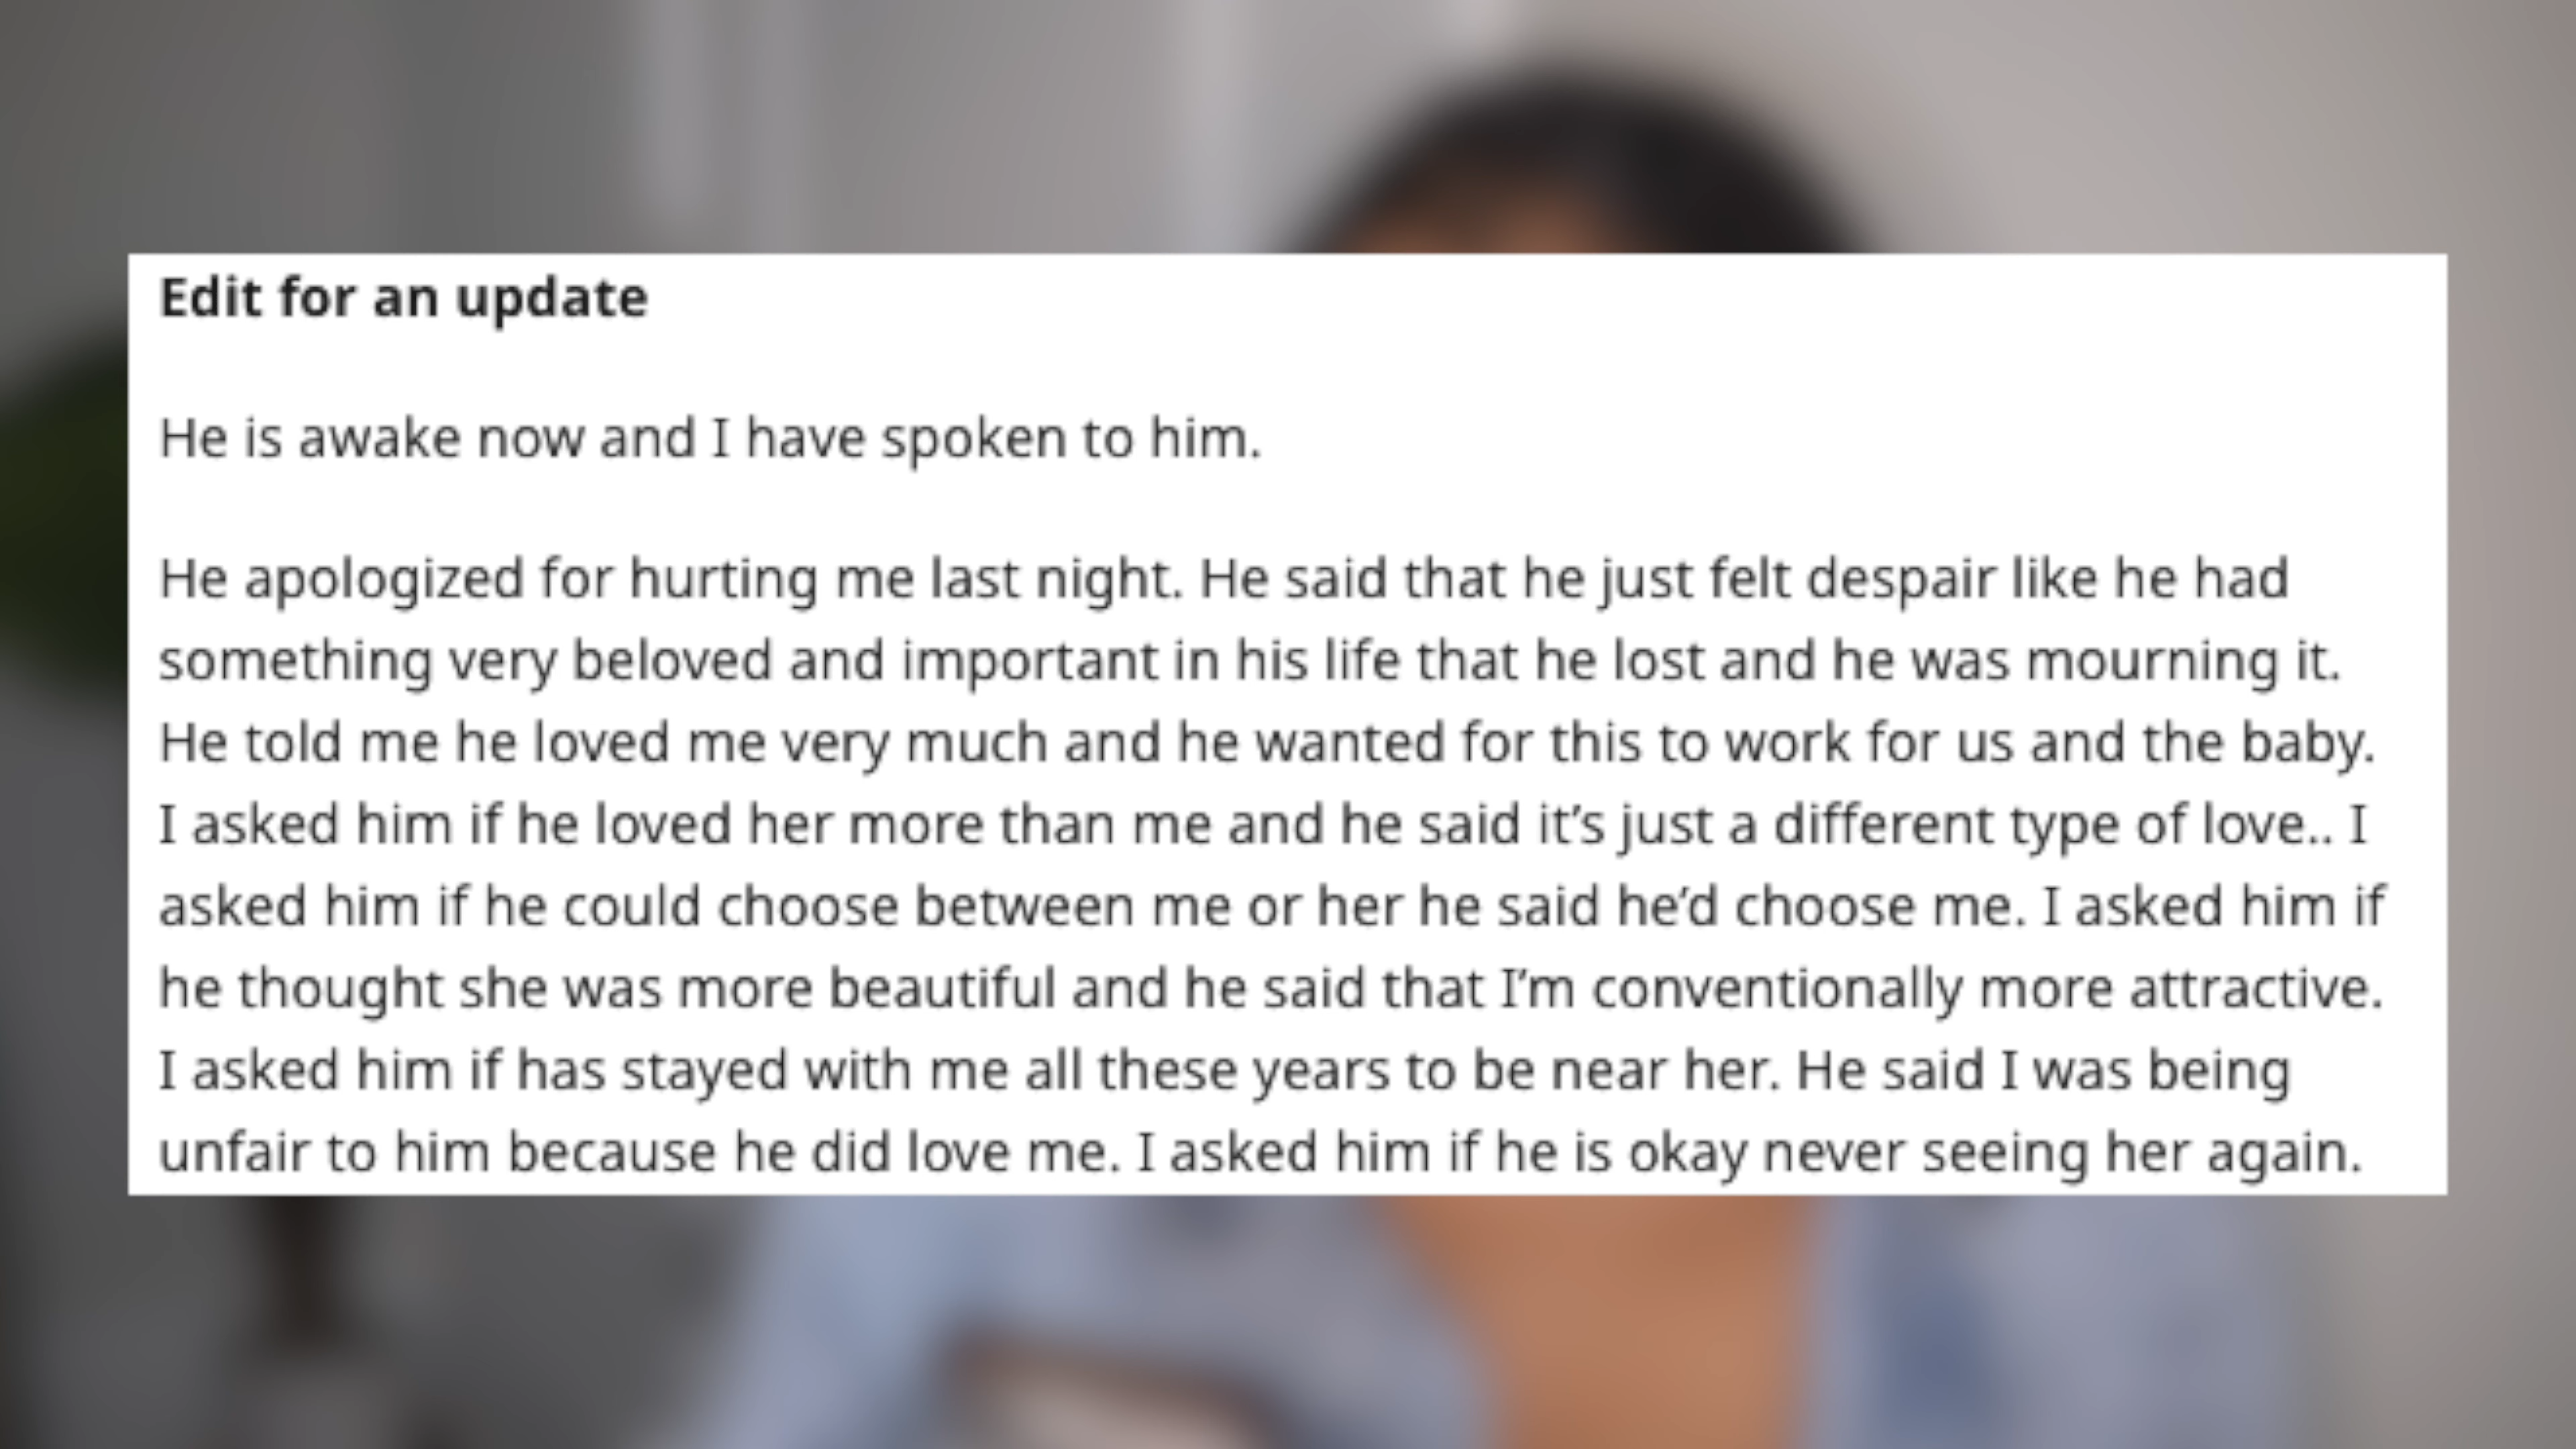 Edit for an update
He is awake now and I have spoken to him.
He apologized for hurting me last night. He said that he just felt despair like he had
something very beloved and important in his life that he lost and he was mourning it.
He told me he loved me very much and he wanted for this to work for us and the baby.
I asked him if he loved her more than me and he said it’s just a different type of love.. I
asked him if he could choose between me or her he said he’d choose me. I asked him if
he thought she was more beautiful and he said that I’m conventionally more attractive.
I asked him if has stayed with me all these years to be near her. He said I was being
unfair to him because he did love me. I asked him if he is okay never seeing her again.